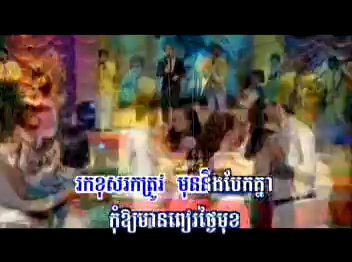 រកខុសរកត្រូវ មុននឹងបែកគ្នា
កុំឱ្យមានពៀរថ្ងៃមុខ